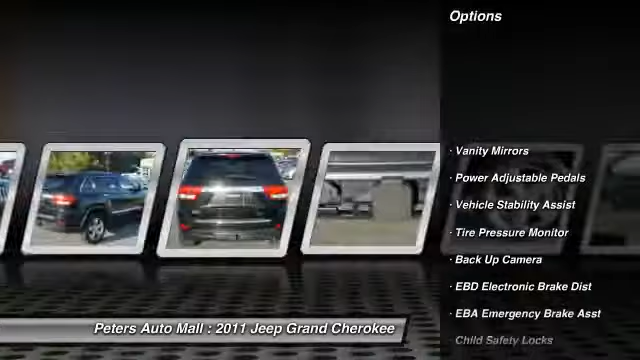 Options
· Vanity Mirrors
· Power Adjustable Pedals
· Vehicle Stability Assist
· Tire Pressure Monitor
· Back Up Camera
· EBD Electronic Brake Dist
· EBA Emergency Brake Asst
· Child Safety Locks
Peters Auto Mall : 2011 Jeep Grand Cherokee